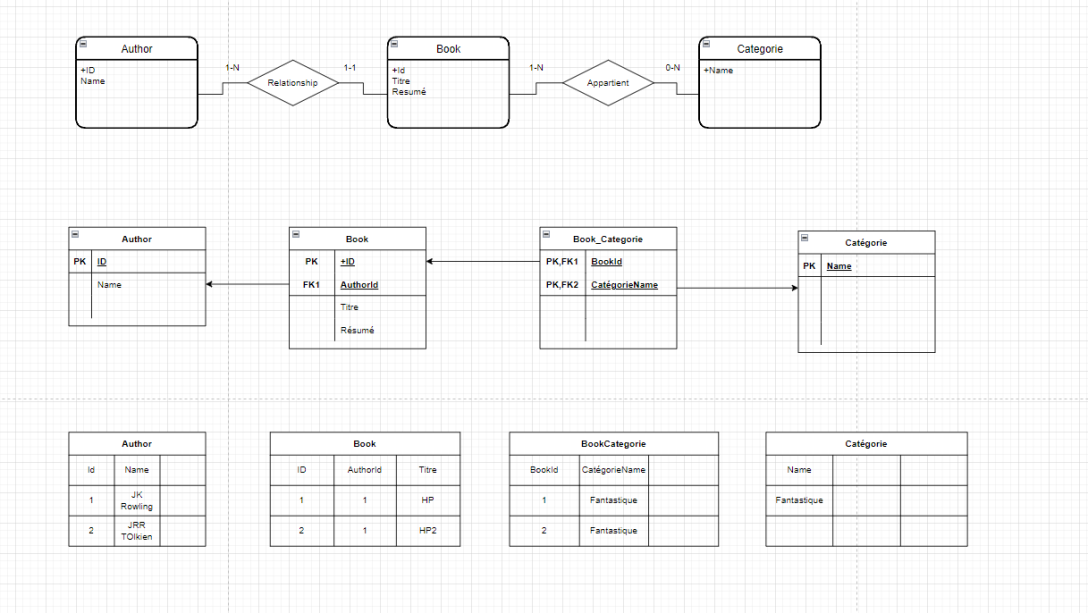 Author
+ID
Name
1-N
Relationship
1-1
Book
+Id
Titre
Resumé
1-N
Appartient
0-N
Categorie
+Name
Author
PK ID
Name
Book
PK +ID
FK1 AuthorId
Titre
Résumé
Book_Categorie
PK,FK1 BookId
PK,FK2 CatégorieName
Catégorie
PK Name
Author
Id Name
1 JK
Rowling
2 JRR
TOlkien
Book
ID AuthorId Titre
1 1 HP
2 1 HP2
BookCategorie
BookId CatégorieName
1 Fantastique
2 Fantastique
Catégorie
Name
Fantastique